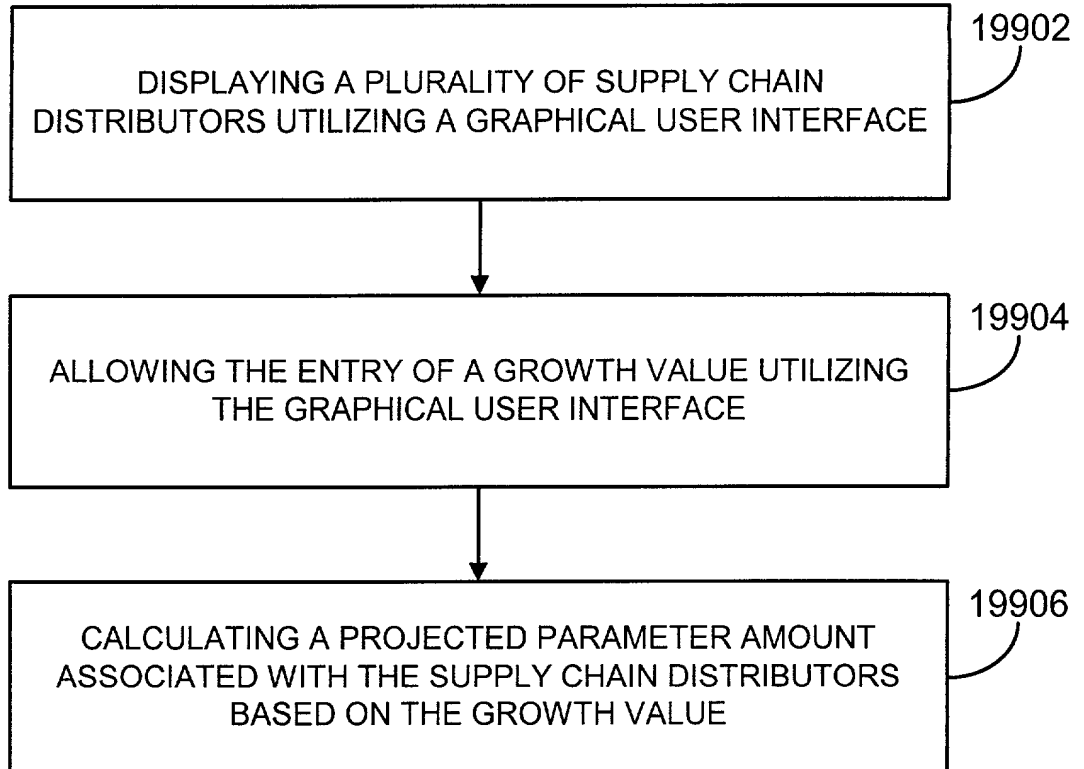 19902
DISPLAYING A PLURALITY OF SUPPLY CHAIN
DISTRIBUTORS UTILIZING A GRAPHICAL USER INTERFACE
19904
ALLOWING THE ENTRY OF A GROWTH VALUE UTILIZING
THE GRAPHICAL USER INTERFACE
19906
CALCULATING A PROJECTED PARAMETER AMOUNT
ASSOCIATED WITH THE SUPPLY CHAIN DISTRIBUTORS
BASED ON THE GROWTH VALUE